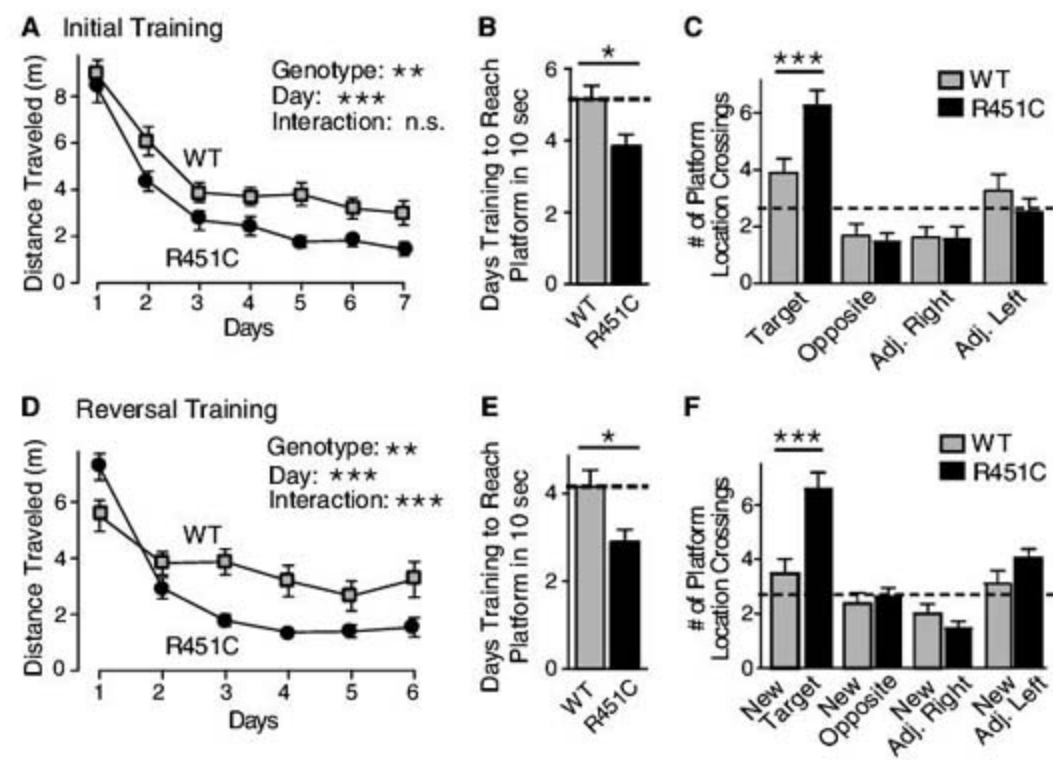 A Initial Training
Distance Traveled (m)
8
6
4
2
0
Genotype: **
Day: ***
Interaction: n.s.
WT
R451C
1 2 3 4 5 6 7
Days
B
Days Training to Reach
Platform in 10 sec
6
4
2
0
*
WT
R451C
C
# of Platform
Location Crossings
6
4
2
0
***
WT
R451C
Target
Opposite
Adj. Right
Adj. Left
D Reversal Training
Distance Traveled (m)
6
4
2
0
Genotype: **
Day: ***
Interaction: ***
WT
R451C
1 2 3 4 5 6
Days
E
Days Training to Reach
Platform in 10 sec
4
2
0
*
WT
R451C
F
# of Platform
Location Crossings
6
4
2
0
***
WT
R451C
New
Target
New
Opposite
New
Adj. Right
New
Adj. Left